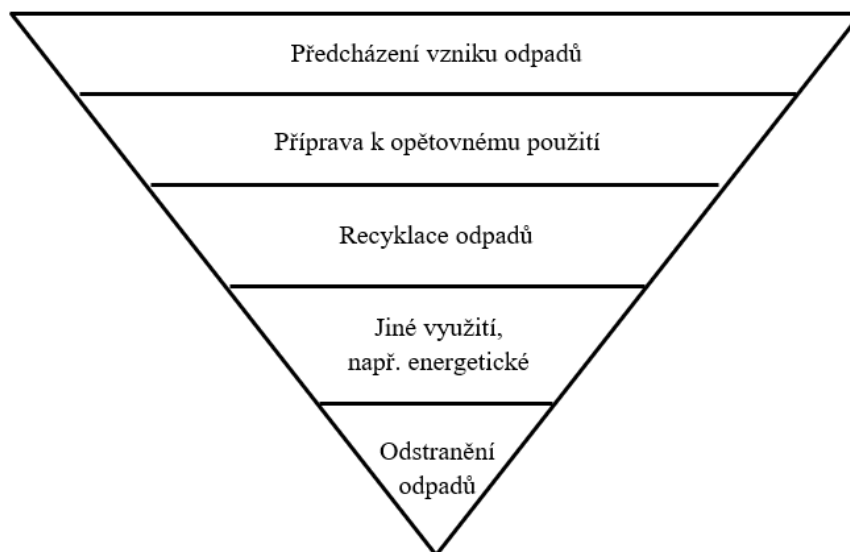 Předcházení vzniku odpadů
Příprava k opětovnému použití
Recyklace odpadů
Jiné využití,
např. energetické
Odstranění
odpadů